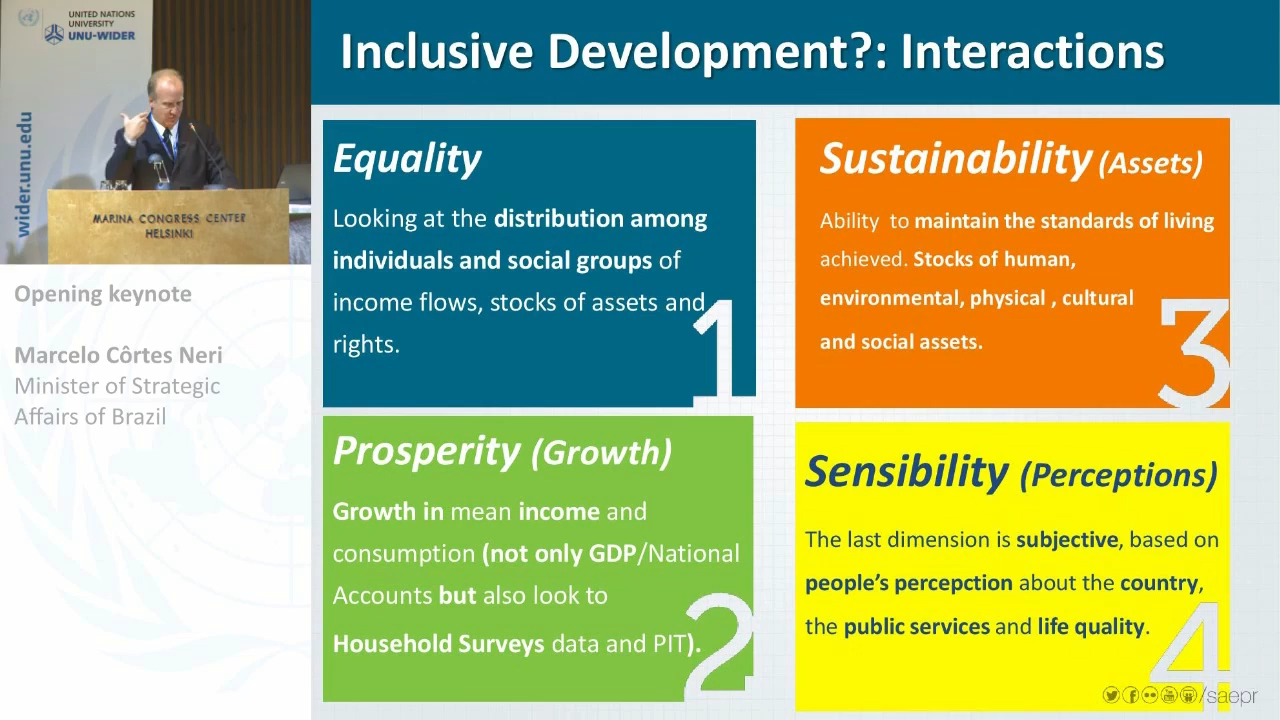 UNITED NATIONS
UNIVERSITY
UNU-WIDER
wider.unu.edu
MARINA CONGRESS CENTER
HELSINKI
Opening keynote
Marcelo Côrtes Neri
Minister of Strategic
Affairs of Brazil
Inclusive Development?: Interactions
Equality
Looking at the distribution among
individuals and social groups of
income flows, stocks of assets and
rights.
1
Prosperity (Growth)
Growth in mean income and
consumption (not only GDP/National
Accounts but also look to
Household Surveys data and PIT).
2
Sustainability (Assets)
Ability to maintain the standards of living
achieved. Stocks of human,
environmental, physical , cultural
and social assets.
3
Sensibility (Perceptions)
The last dimension is subjective, based on
people's percepction about the country,
the public services and life quality.
4
/saepr